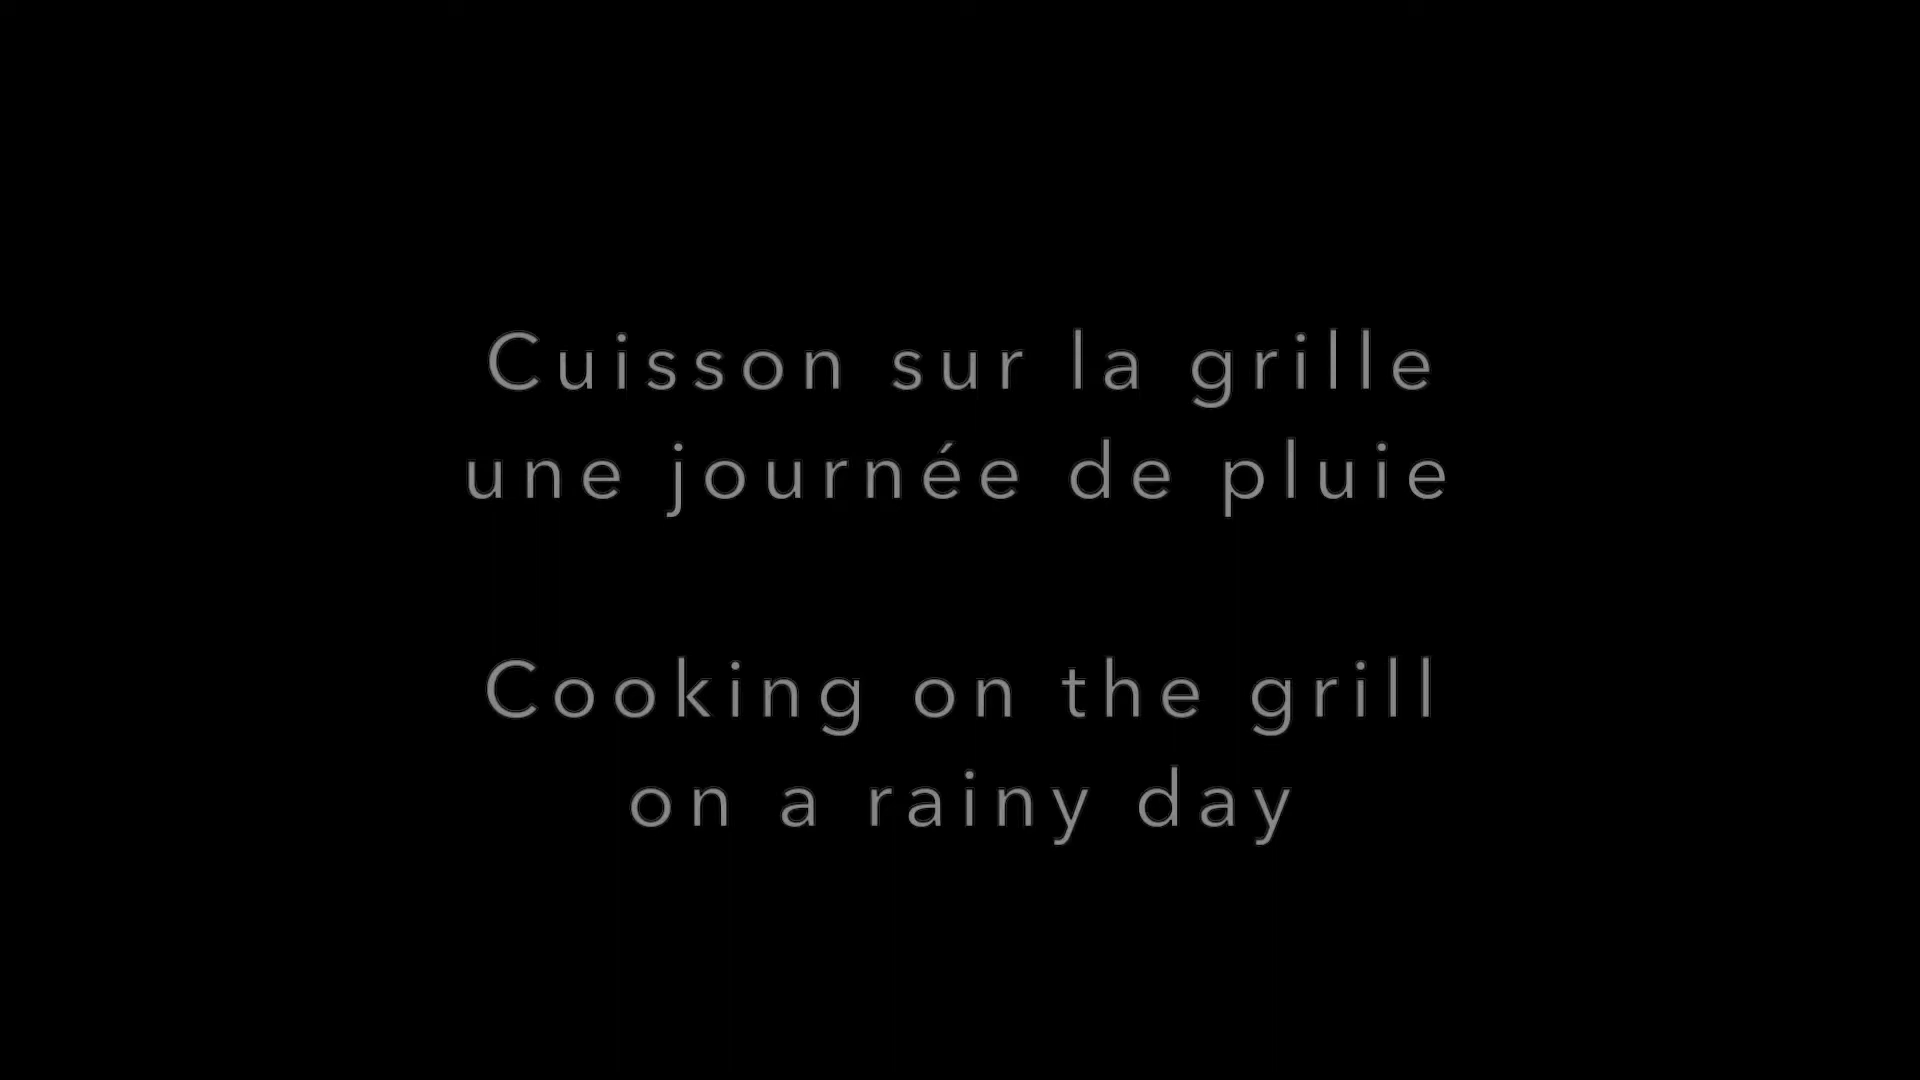 Cuisson sur la grille
une journée de pluie
Cooking on the grill
on a rainy day